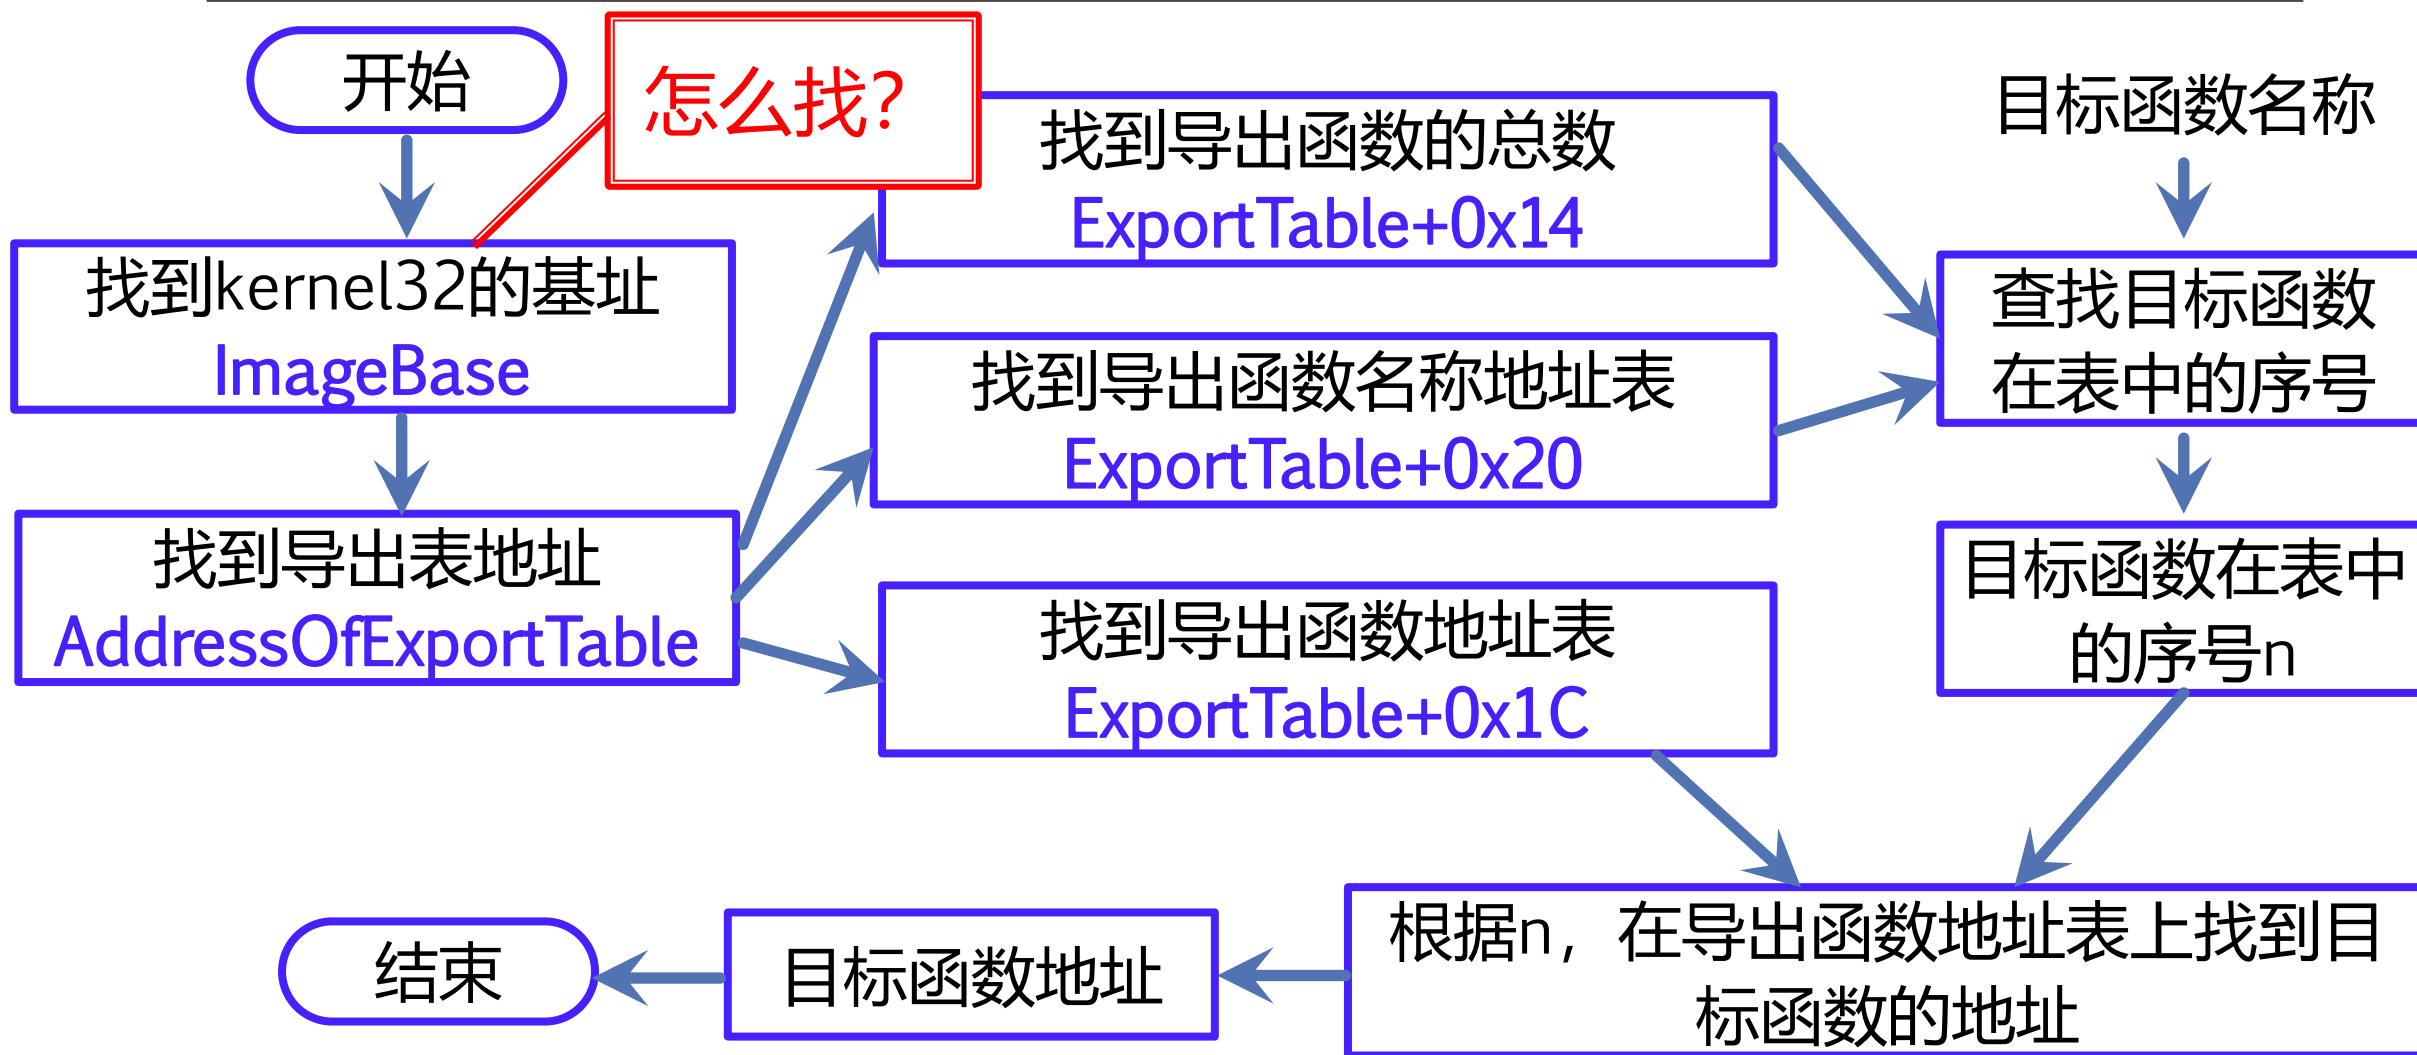 开始
怎么找？
找到kernel32的基址
ImageBase
找到导出表地址
AddressOfExportTable
找到导出函数的总数
ExportTable+0x14
找到导出函数名称地址表
ExportTable+0x20
找到导出函数地址表
ExportTable+0x1C
目标函数名称
查找目标函数
在表中的序号
目标函数在表中
的序号n
根据n，在导出函数地址表上找到目
标函数的地址
目标函数地址
结束